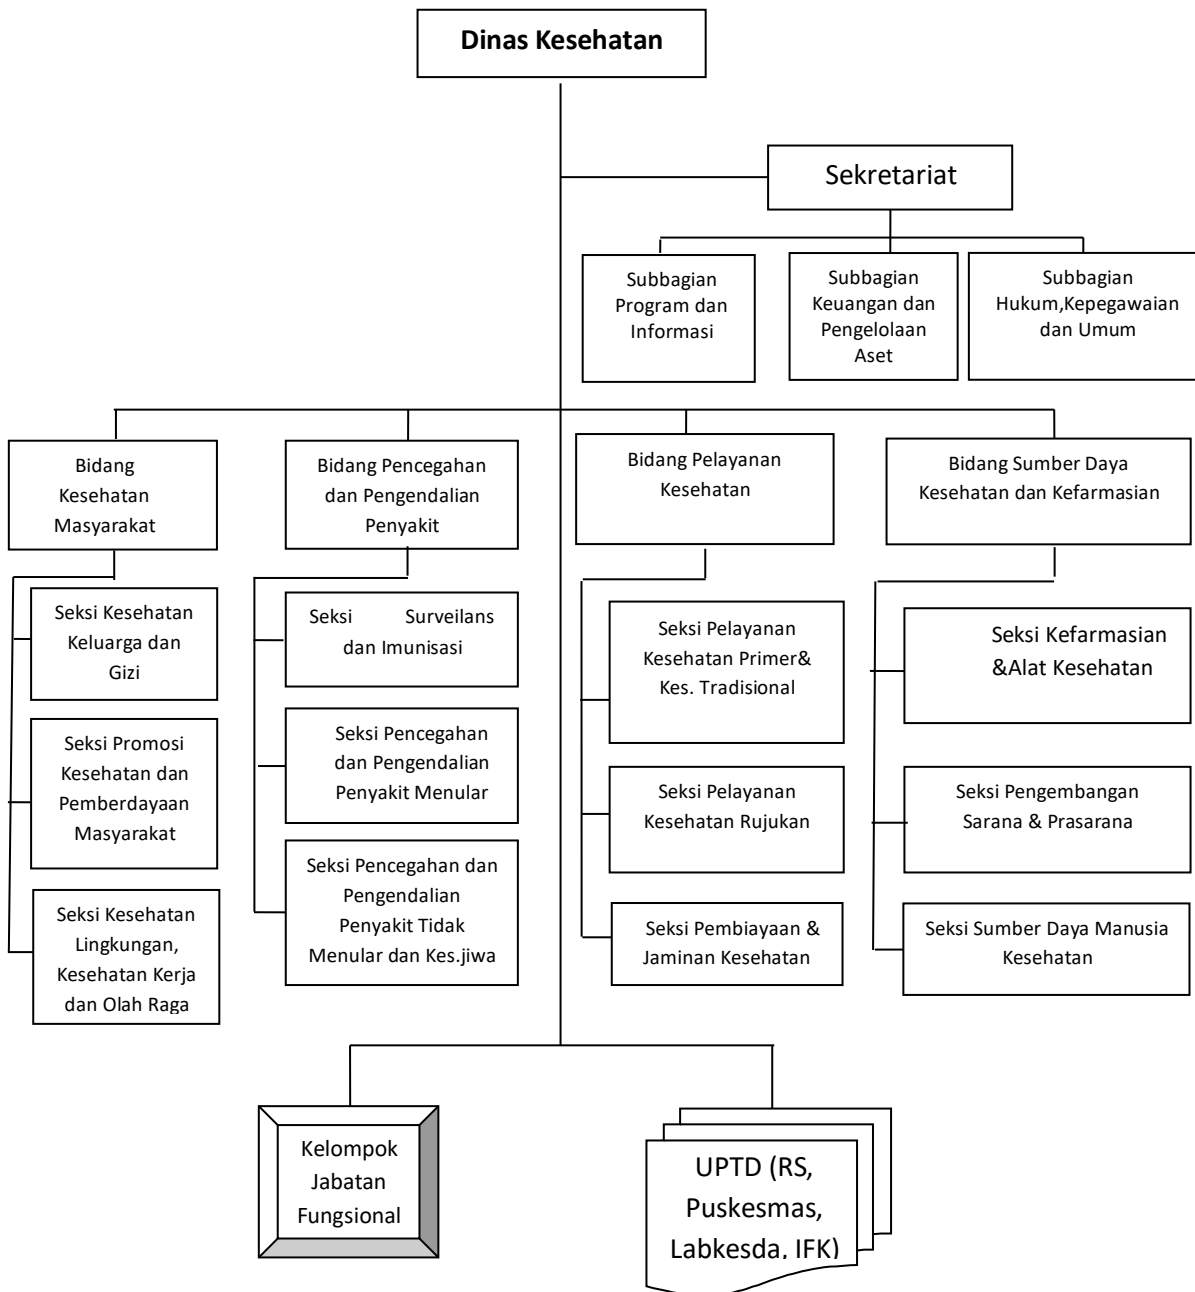 Dinas Kesehatan
Sekretariat
Subbagian
Program dan
Informasi
Subbagian
Keuangan dan
Pengelolaan
Aset
Subbagian
Hukum,Kepegawaian
dan Umum
Bidang
Kesehatan
Masyarakat
Bidang Pencegahan
dan Pengendalian
Penyakit
Bidang Pelayanan
Kesehatan
Bidang Sumber Daya
Kesehatan dan Kefarmasian
Seksi Kesehatan
Keluarga dan
Gizi
Seksi Promosi
Kesehatan dan
Pemberdayaan
Masyarakat
Seksi Kesehatan
Lingkungan,
Kesehatan Kerja
dan Olah Raga
Seksi Surveilans
dan Imunisasi
Seksi Pencegahan
dan Pengendalian
Penyakit Menular
Seksi Pencegahan dan
Pengendalian
Penyakit Tidak
Menular dan Kes.jiwa
Seksi Pelayanan
Kesehatan Primer&
Kes. Tradisional
Seksi Pelayanan
Kesehatan Rujukan
Seksi Pembiayaan &
Jaminan Kesehatan
Seksi Kefarmasian
&Alat Kesehatan
Seksi Pengembangan
Sarana & Prasarana
Seksi Sumber Daya Manusia
Kesehatan
Kelompok
Jabatan
Fungsional
UPTD (RS,
Puskesmas,
Labkesda, IFK)